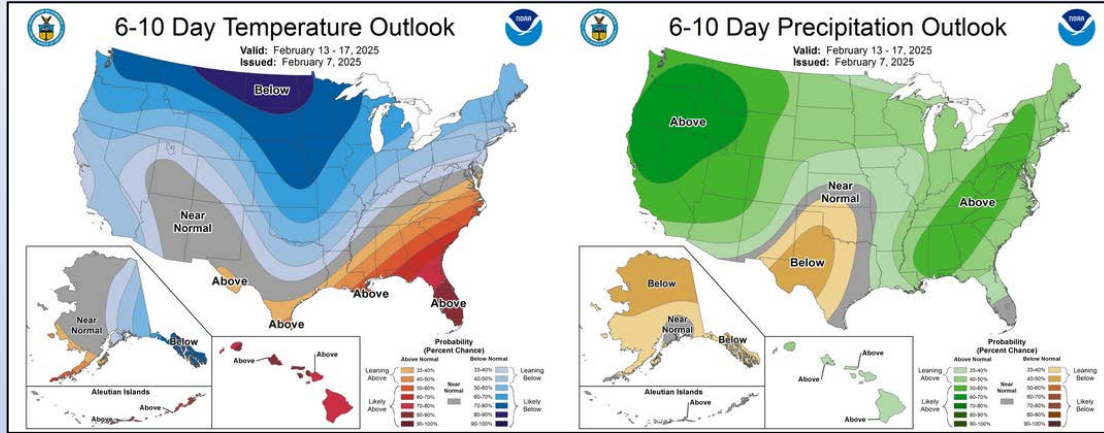 6-10 Day Temperature Outlook
Valid: February 13 - 17, 2025
Issued: February 7, 2025
NOAA
Below
Near
Normal
Above
Above
Above
Above
Near
Normal
Below
Aleutian Islands
Above
Above
Above
Above
Probability
(Percent Chance)
Above Normal
Below Normal
Leaning
Above
Likely
Above
33-40%
40-50%
50-60%
60-70%
70-80%
80-90%
90-100%
Near
Normal
33-40%
40-50%
50-60%
60-70%
70-80%
80-90%
90-100%
Leaning
Below
Likely
Below
6-10 Day Precipitation Outlook
Valid: February 13 - 17, 2025
Issued: February 7, 2025
NOAA
Above
Near
Normal
Above
Below
Below
Near
Normal
Below
Aleutian Islands
Above
Above
Above
Probability
(Percent Chance)
Above Normal
Below Normal
Leaning
Above
Likely
Above
33-40%
40-50%
50-60%
60-70%
70-80%
80-90%
90-100%
Near
Normal
33-40%
40-50%
50-60%
60-70%
70-80%
80-90%
90-100%
Leaning
Below
Likely
Below